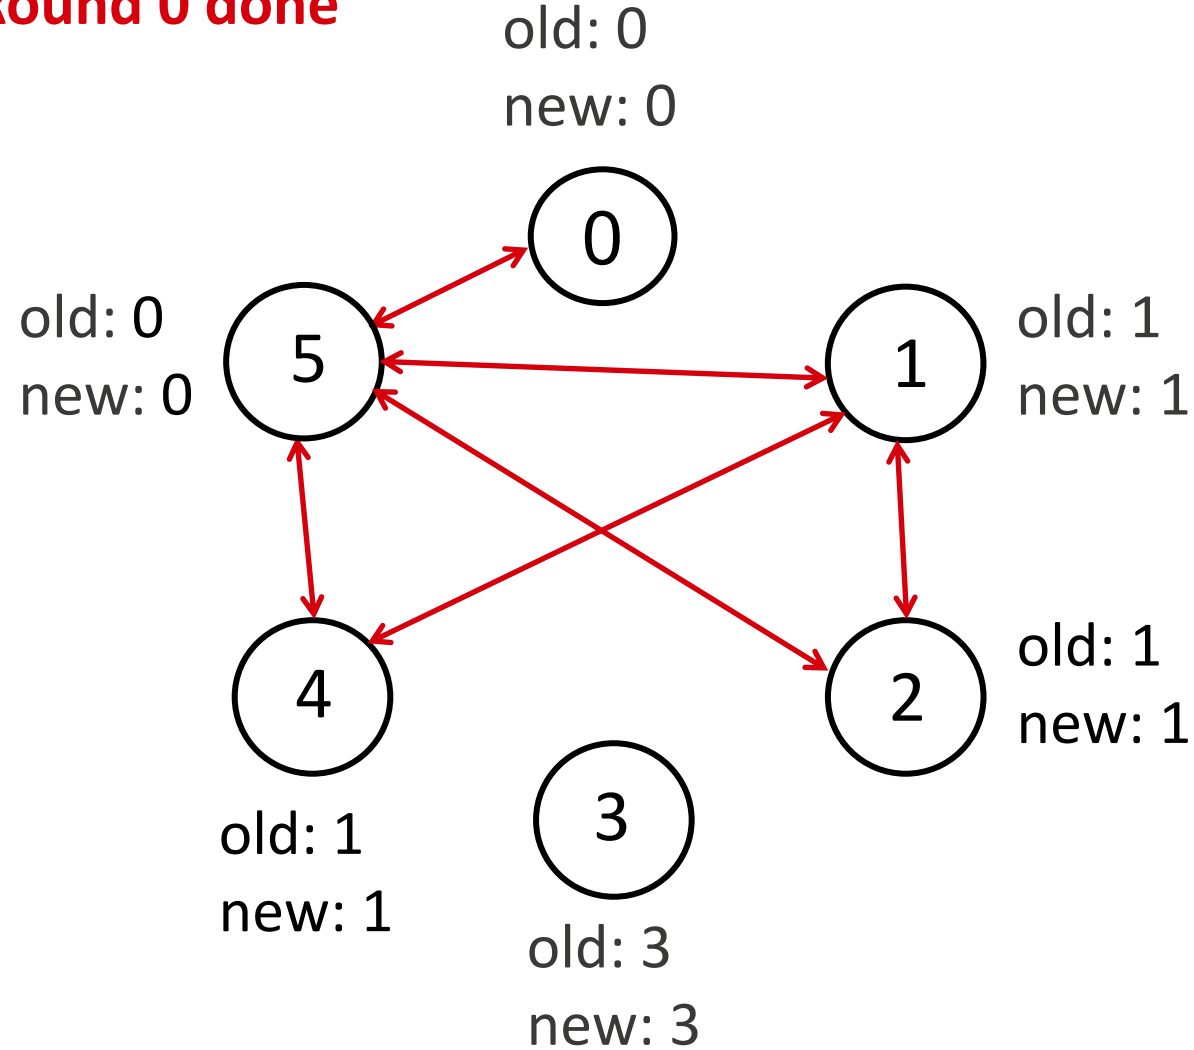 Round 0 done
old: 0
new: 0
0
old: 0
new: 0
5
1
old: 1
new: 1
4
2
old: 1
new: 1
3
old: 1
new: 1
old: 3
new: 3